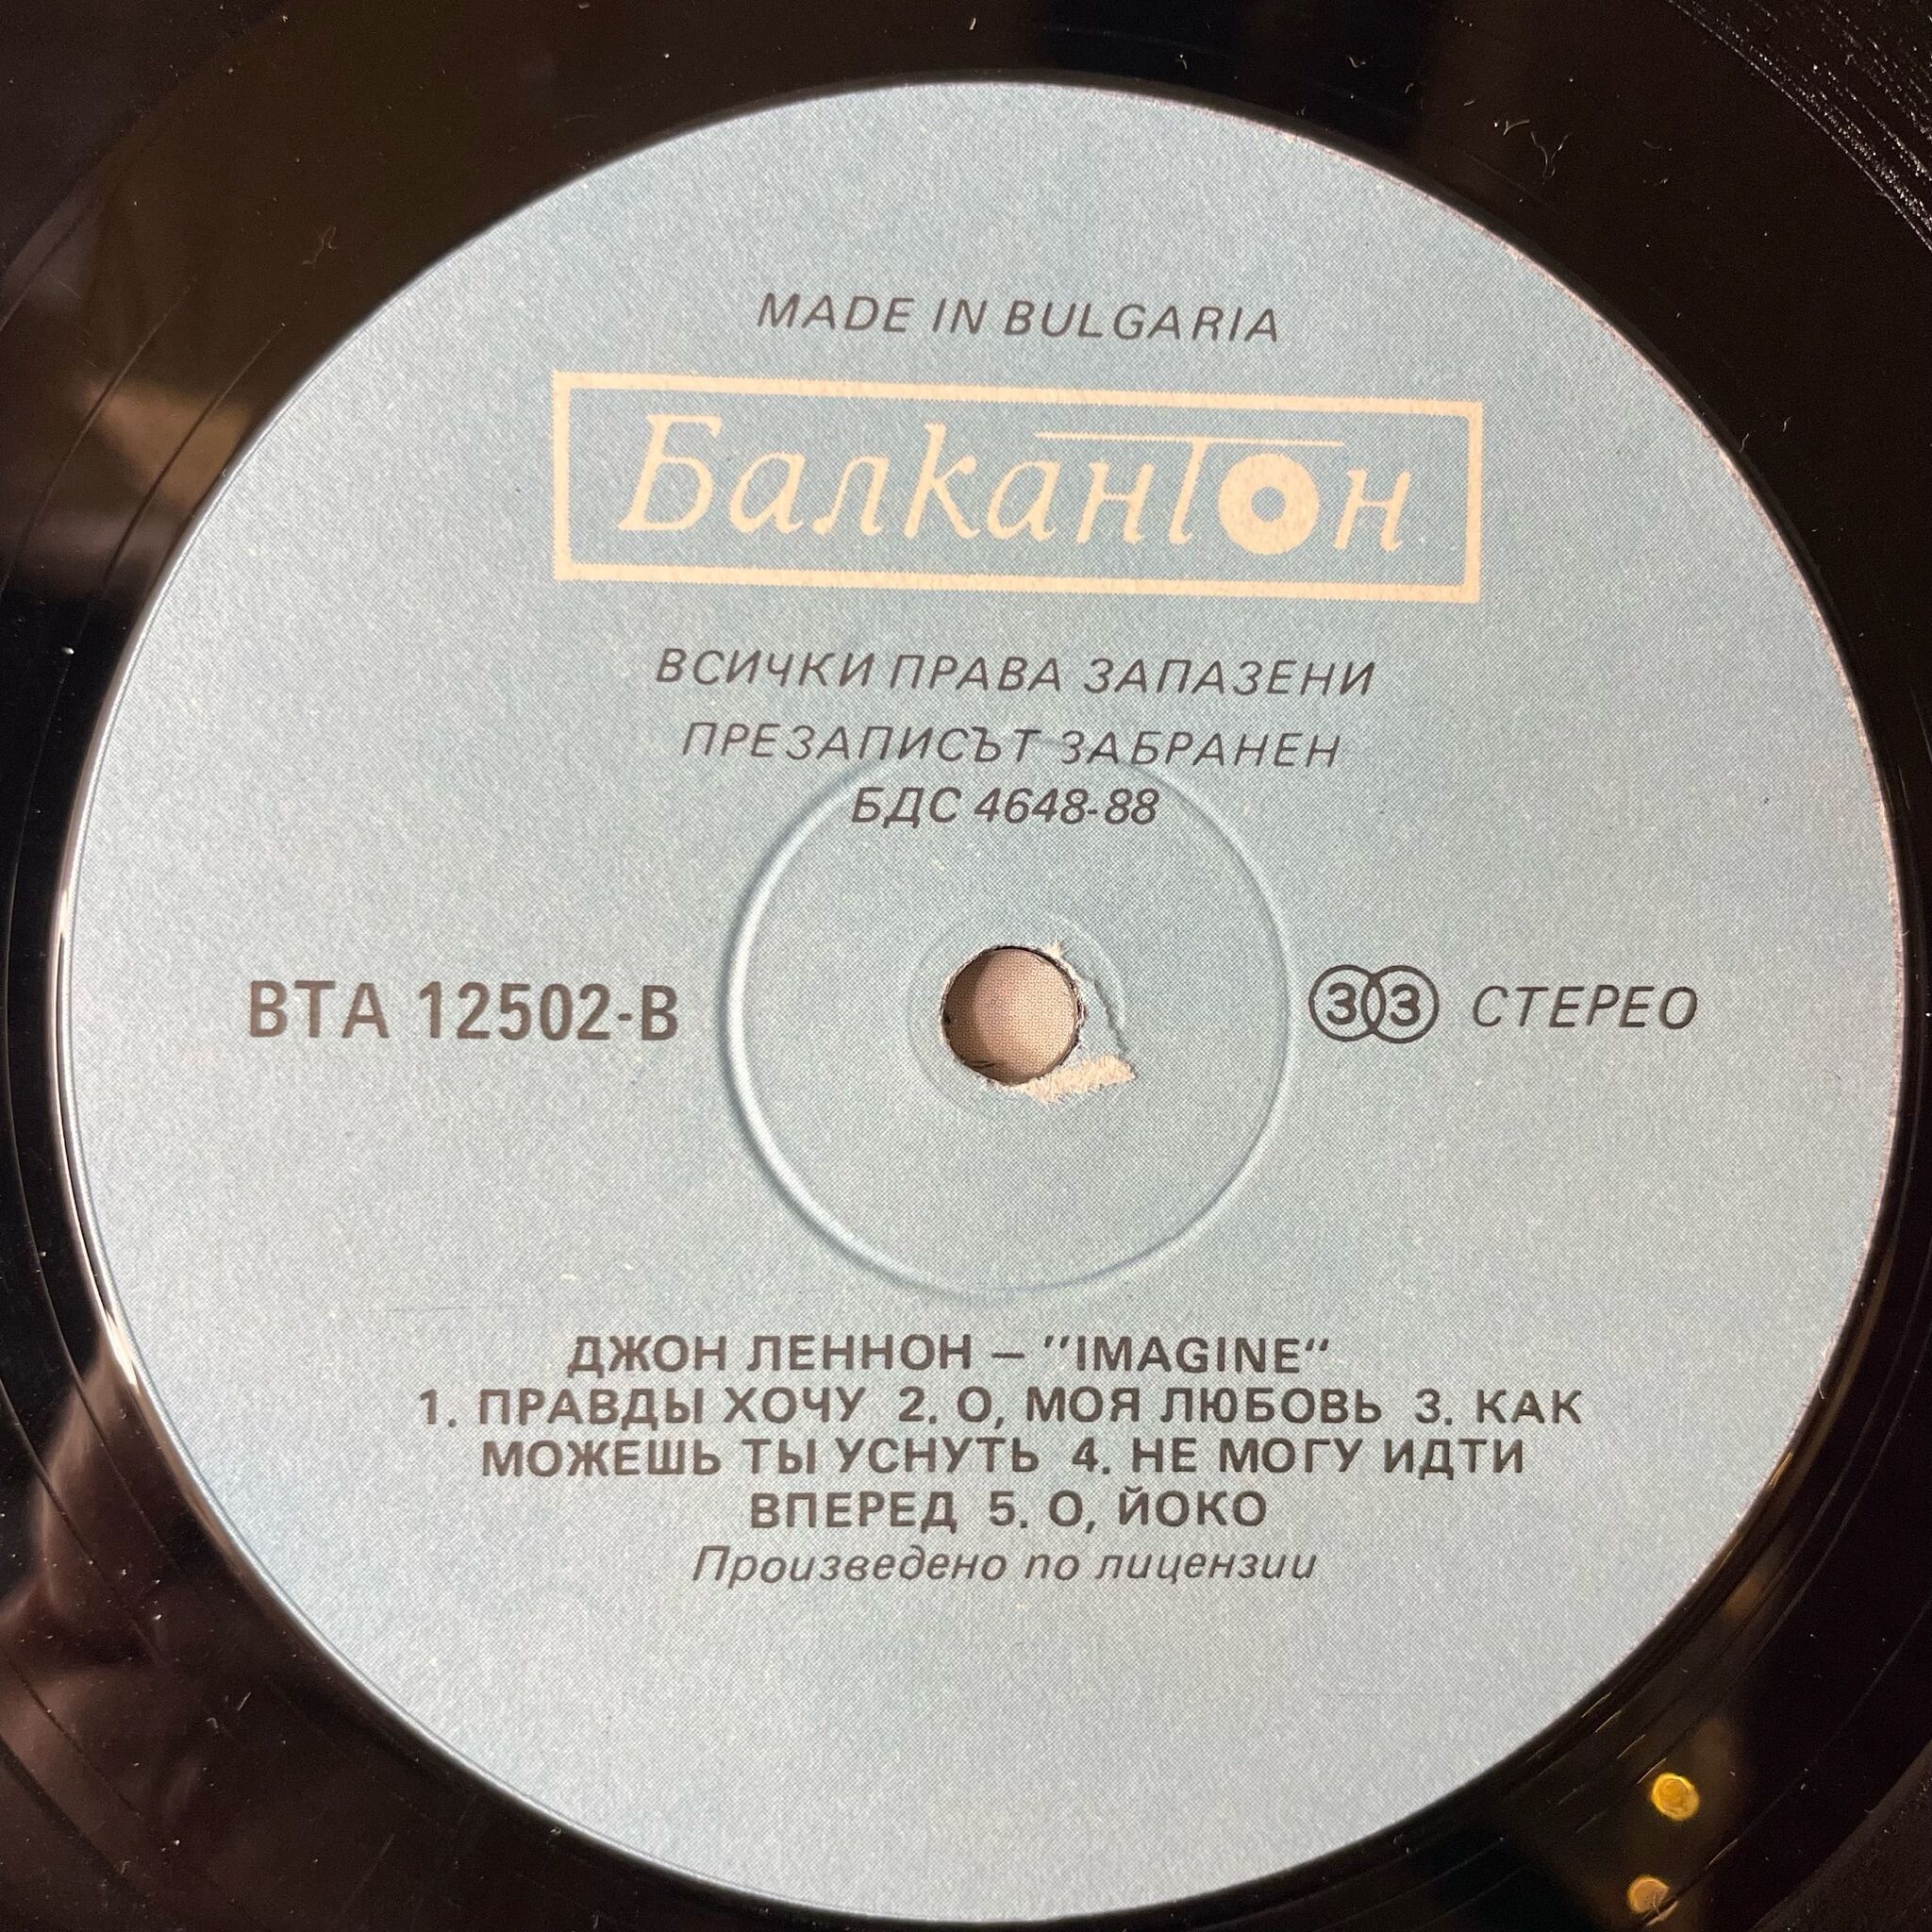 MADE IN BULGARIA
Балкантон
ВСИЧКИ ПРАВА ЗАПАЗЕНИ
ПРЕЗАПИСЪТ ЗАБРАНЕН
БДС 4648-88
ВТА 12502-В
33 СТЕРЕО
ДЖОН ЛЕННОН – "IMAGINE"
1. ПРАВДЫ ХОЧУ 2. О, МОЯ ЛЮБОВЬ 3. КАК
МОЖЕШЬ ТЫ УСНУТЬ 4. НЕ МОГУ ИДТИ
ВПЕРЕД 5. О, ЙОКО
Произведено по лицензии